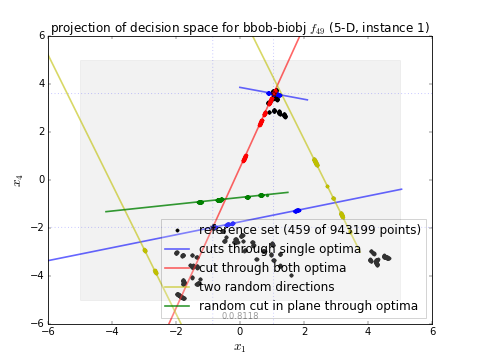 projection of decision space for bbob-biobj f₄₉ (5-D, instance 1)
6
4
2
0
−2
−4
−6
x₄
reference set (459 of 943199 points)
cuts through single optima
cut through both optima
two random directions
random cut in plane through optima
0.0.8118
−6 −4 −2 0 2 4 6
x₁